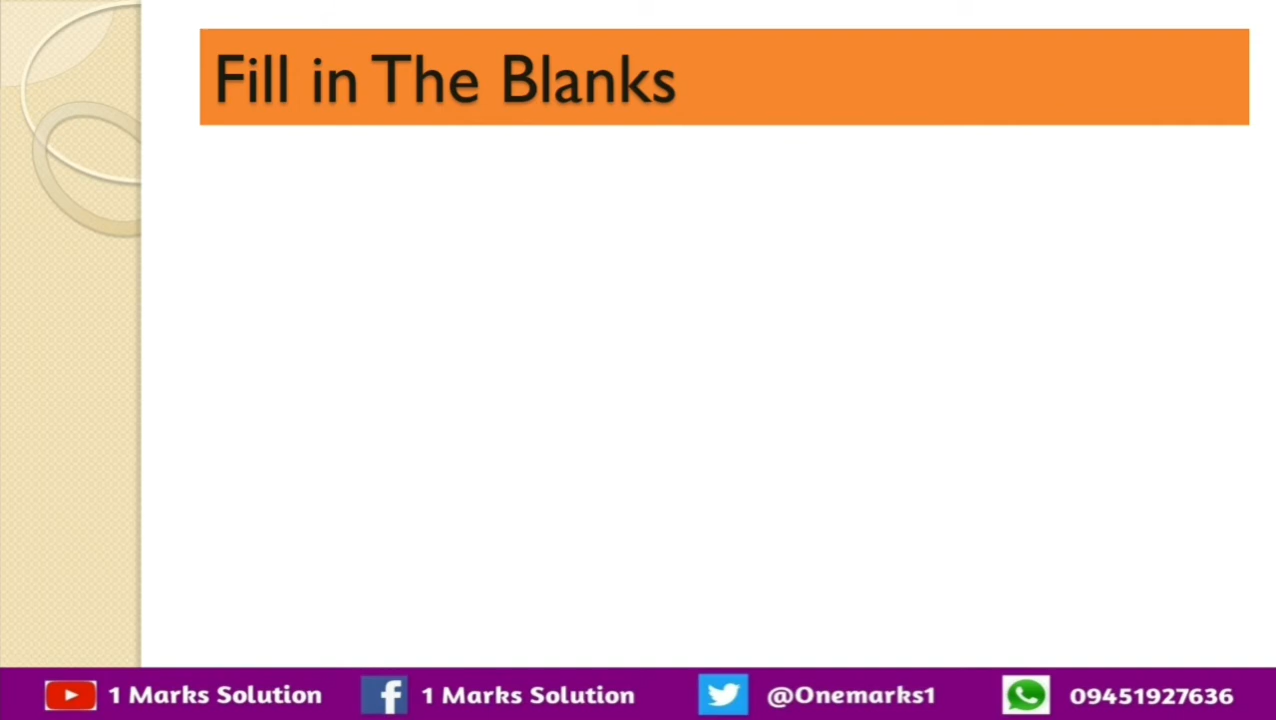 Fill in The Blanks
1 Marks Solution 1 Marks Solution @Onemarks1 09451927636